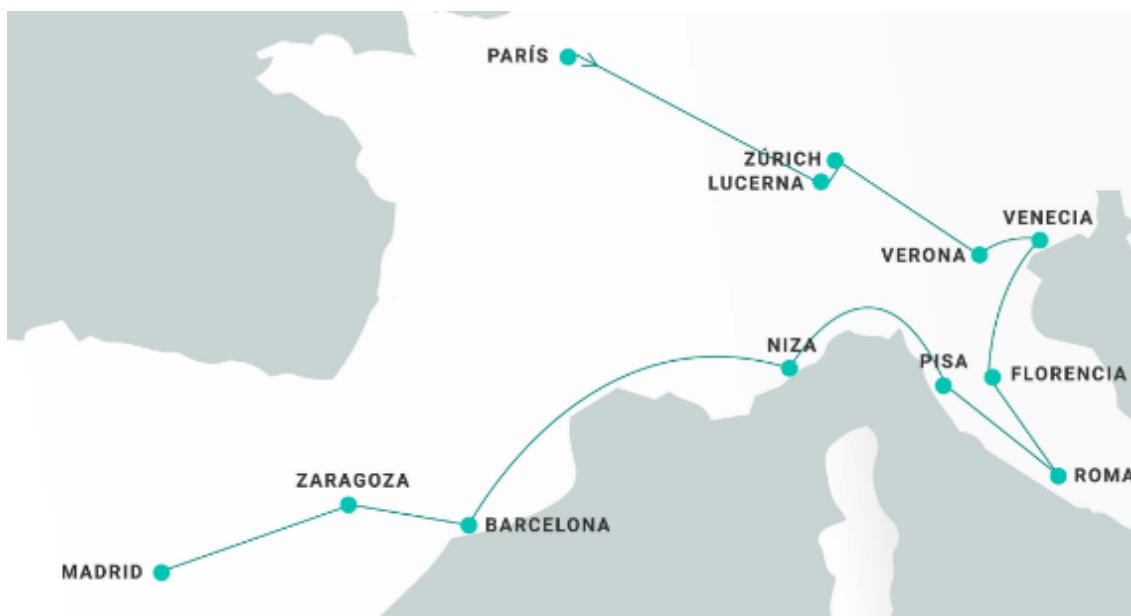 PARÍS
ZÚRICH
LUCERNA
VENECIA
VERONA
NIZA
PISA
FLORENCIA
ZARAGOZA
ROMA
BARCELONA
MADRID